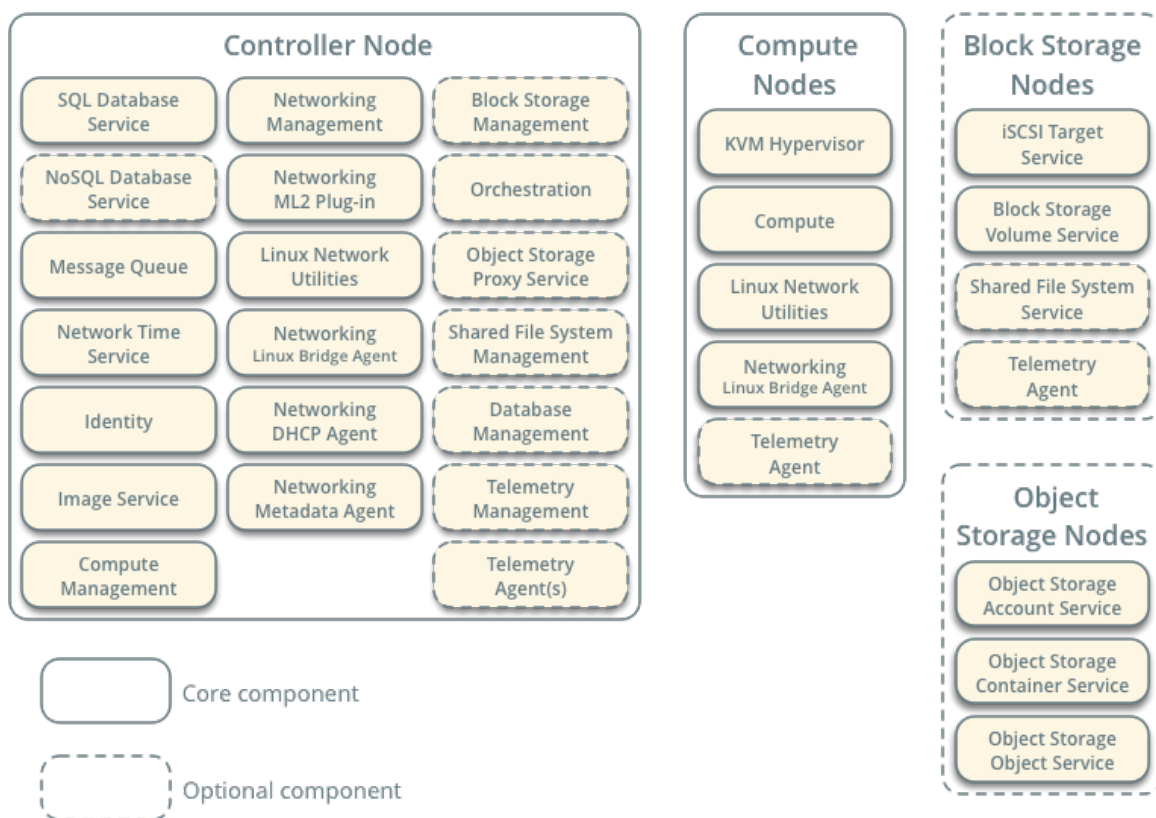 Controller Node
SQL Database
Service
NoSQL Database
Service
Message Queue
Network Time
Service
Identity
Image Service
Compute
Management
Networking
Management
Networking
ML2 Plug-in
Linux Network
Utilities
Networking
Linux Bridge Agent
Networking
DHCP Agent
Networking
Metadata Agent
Block Storage
Management
Orchestration
Object Storage
Proxy Service
Shared File System
Management
Database
Management
Telemetry
Management
Telemetry
Agent(s)
Compute
Nodes
KVM Hypervisor
Compute
Linux Network
Utilities
Networking
Linux Bridge Agent
Telemetry
Agent
Block Storage
Nodes
iSCSI Target
Service
Block Storage
Volume Service
Shared File System
Service
Telemetry
Agent
Object
Storage Nodes
Object Storage
Account Service
Object Storage
Container Service
Object Storage
Object Service
Core component
Optional component